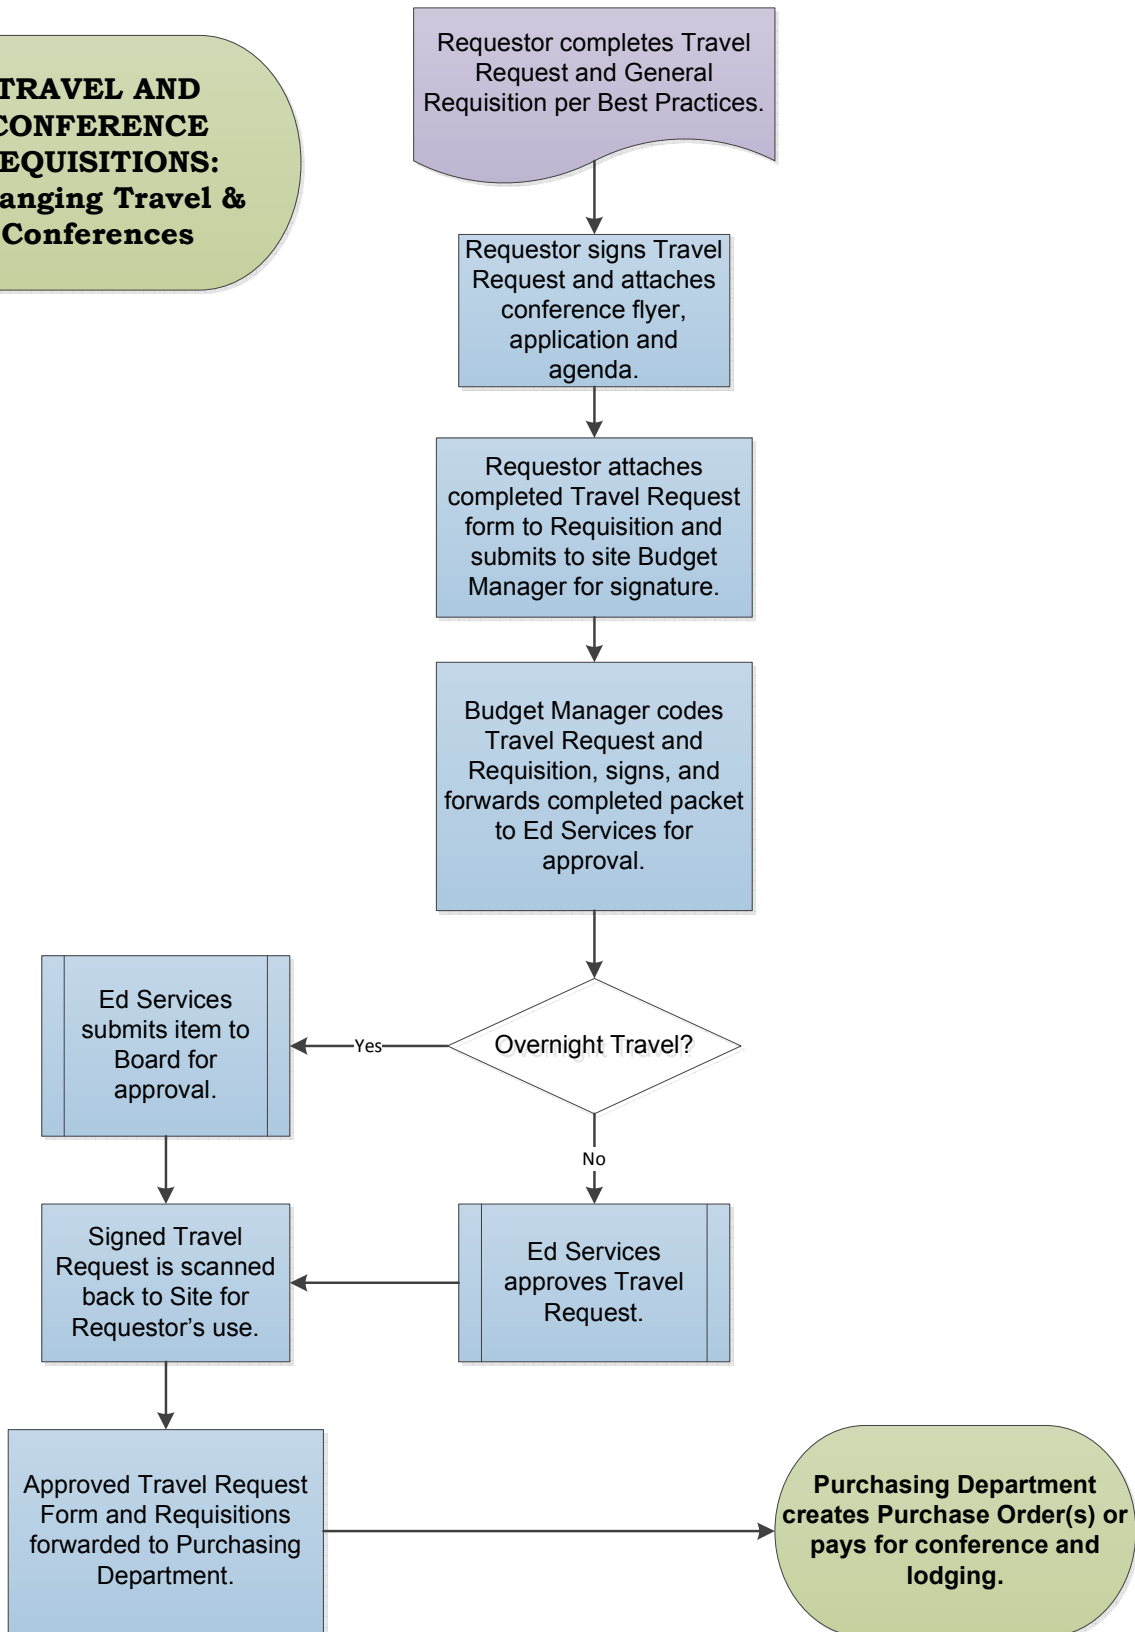 TRAVEL AND
CONFERENCE
EQUISITIONS:
anging Travel &
Conferences
Requestor completes Travel
Request and General
Requisition per Best Practices.
Requestor signs Travel
Request and attaches
conference flyer,
application and
agenda.
Requestor attaches
completed Travel Request
form to Requisition and
submits to site Budget
Manager for signature.
Budget Manager codes
Travel Request and
Requisition, signs, and
forwards completed packet
to Ed Services for
approval.
Overnight Travel?
Yes
Ed Services
submits item to
Board for
approval.
No
Ed Services
approves Travel
Request.
Signed Travel
Request is scanned
back to Site for
Requestor’s use.
Approved Travel Request
Form and Requisitions
forwarded to Purchasing
Department.
Purchasing Department
creates Purchase Order(s) or
pays for conference and
lodging.